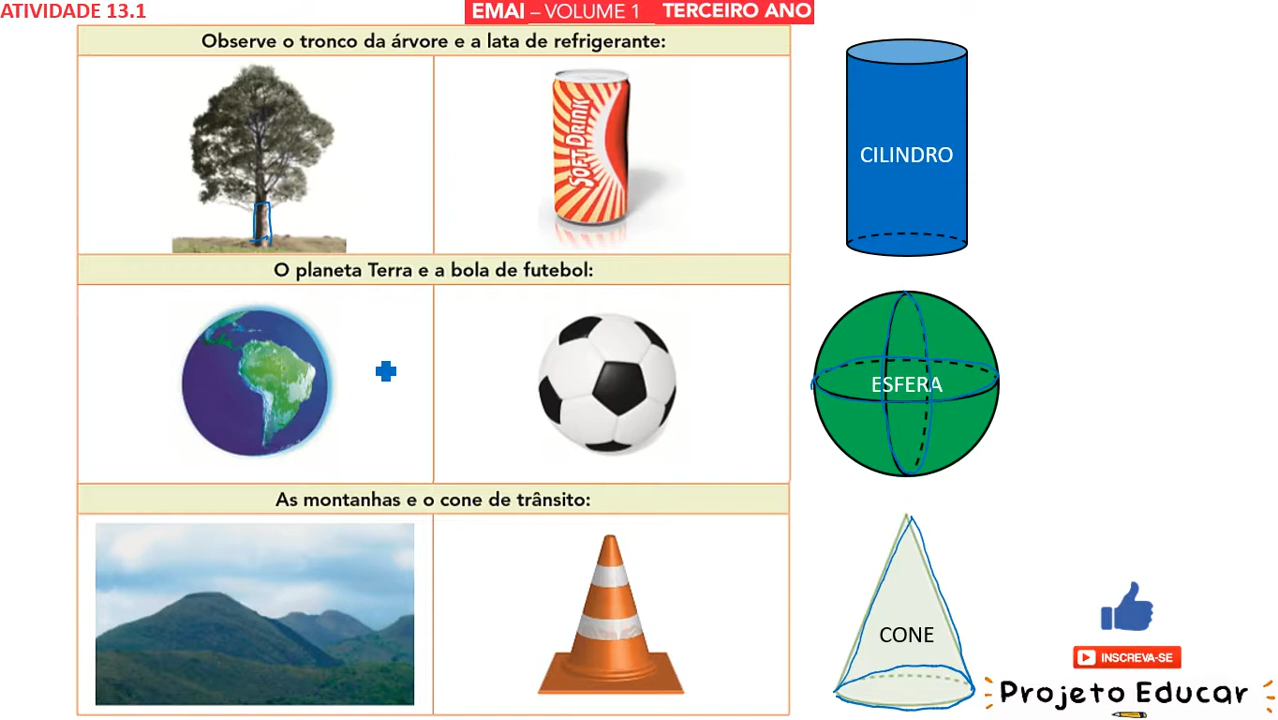 ATIVIDADE 13.1
EMAI – VOLUME 1 TERCEIRO ANO
Observe o tronco da árvore e a lata de refrigerante:
SOFT DRINK
CILINDRO
O planeta Terra e a bola de futebol:
ESFERA
As montanhas e o cone de trânsito:
CONE
INSCREVA-SE
Projeto Educar